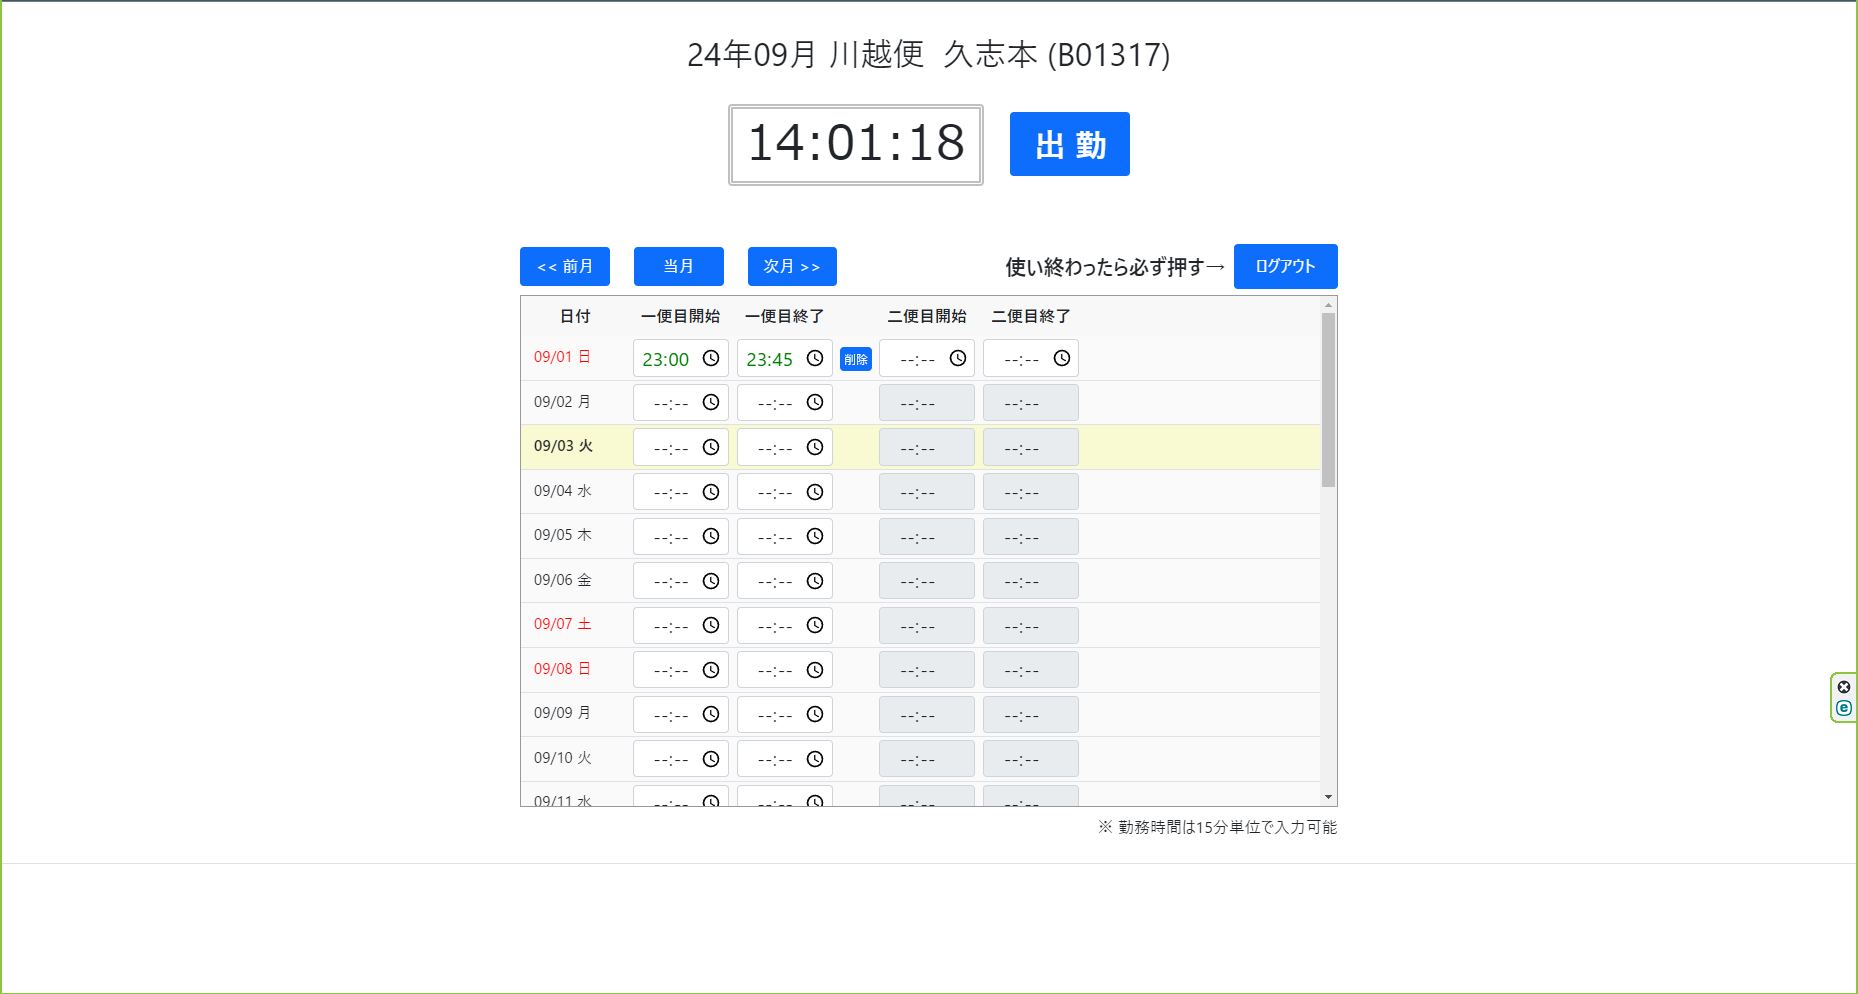 24年09月 川越便 久志本 (B01317)
14:01:18 出勤
<< 前月 当月 次月 >> 使い終わったら必ず押す→ ログアウト
日付 一便目開始 一便目終了 二便目開始 二便目終了
09/01 日 23:00 23:45 削除 --:-- --:--
09/02 月 --:-- --:-- --:-- --:--
09/03 火 --:-- --:-- --:-- --:--
09/04 水 --:-- --:-- --:-- --:--
09/05 木 --:-- --:-- --:-- --:--
09/06 金 --:-- --:-- --:-- --:--
09/07 土 --:-- --:-- --:-- --:--
09/08 日 --:-- --:-- --:-- --:--
09/09 月 --:-- --:-- --:-- --:--
09/10 火 --:-- --:-- --:-- --:--
09/11 水 --:-- --:-- --:-- --:--
※ 勤務時間は15分単位で入力可能
e